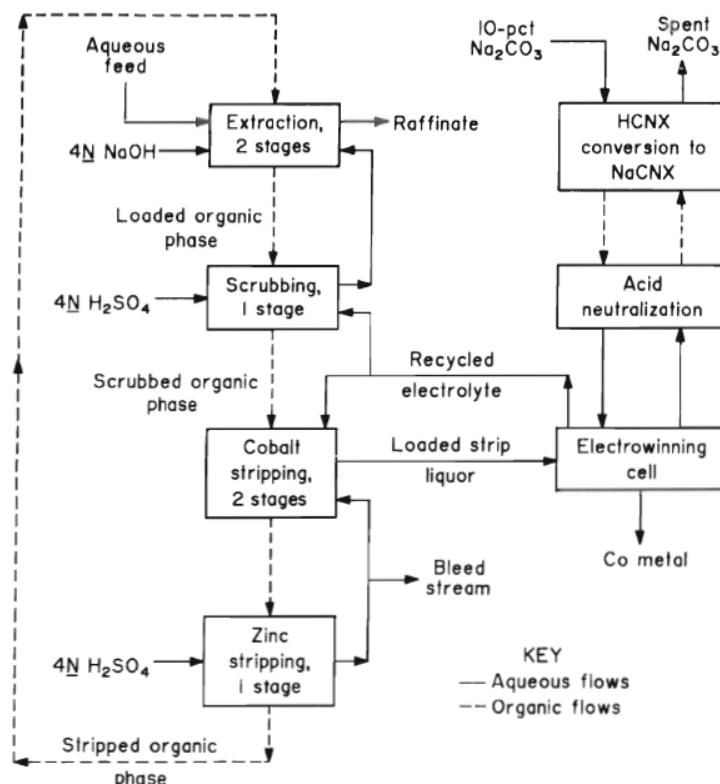 Aqueous
feed
4N NaOH
Extraction,
2 stages
Raffinate
Loaded organic
phase
4N H₂SO₄
Scrubbing,
1 stage
Scrubbed organic
phase
Recycled
electrolyte
Cobalt
stripping,
2 stages
Loaded strip
liquor
Bleed
stream
4N H₂SO₄
Zinc
stripping,
1 stage
Stripped organic
phase
10-pct
Na₂CO₃
Spent
Na₂CO₃
HCNX
conversion to
NaCNX
Acid
neutralization
Electrowinning
cell
Co metal
KEY
Aqueous flows
Organic flows